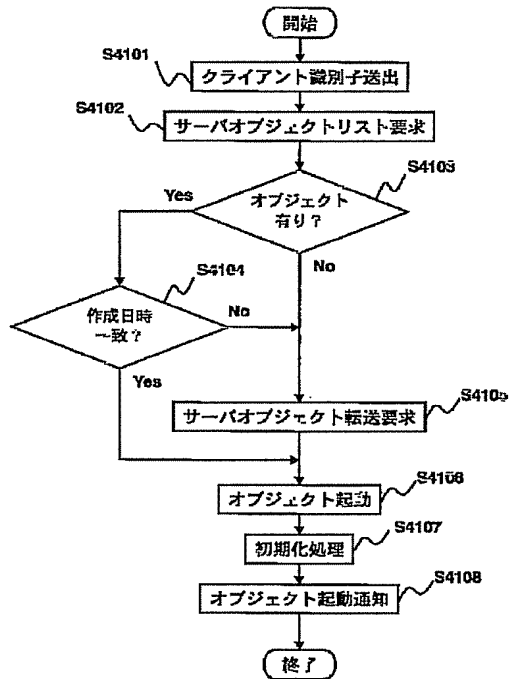 開始
S4101
クライアント識別子送出
S4102
サーバオブジェクトリスト要求
S4103
オブジェクト
有り？
Yes
No
S4104
作成日時
一致？
No
Yes
S4105
サーバオブジェクト転送要求
S4106
オブジェクト起動
S4107
初期化処理
S4108
オブジェクト起動通知
終了